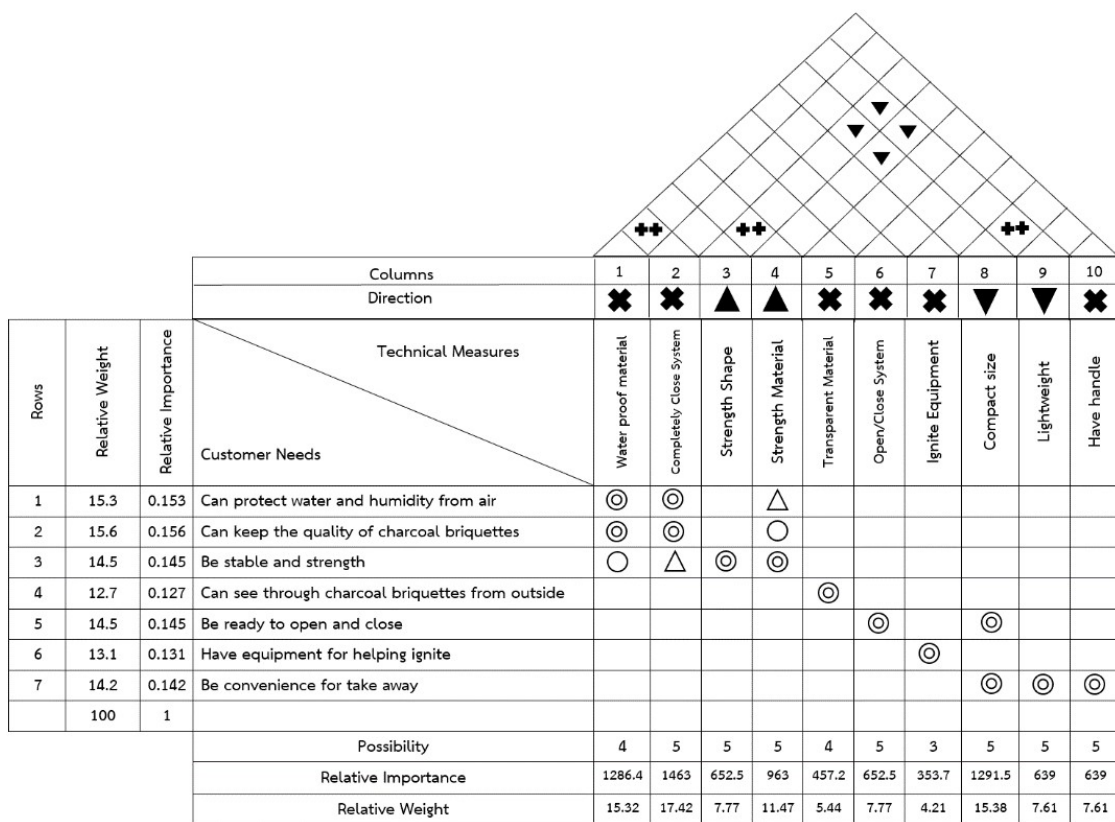 Columns 1 2 3 4 5 6 7 8 9 10
Direction
Rows
Relative Weight
Relative Importance
Technical Measures
Customer Needs
Water proof material
Completely Close System
Strength Shape
Strength Material
Transparent Material
Open/Close System
Ignite Equipment
Compact size
Lightweight
Have handle
1 15.3 0.153 Can protect water and humidity from air
2 15.6 0.156 Can keep the quality of charcoal briquettes
3 14.5 0.145 Be stable and strength
4 12.7 0.127 Can see through charcoal briquettes from outside
5 14.5 0.145 Be ready to open and close
6 13.1 0.131 Have equipment for helping ignite
7 14.2 0.142 Be convenience for take away
100 1
Possibility 4 5 5 5 4 5 3 5 5 5
Relative Importance 1286.4 1463 652.5 963 457.2 652.5 353.7 1291.5 639 639
Relative Weight 15.32 17.42 7.77 11.47 5.44 7.77 4.21 15.38 7.61 7.61